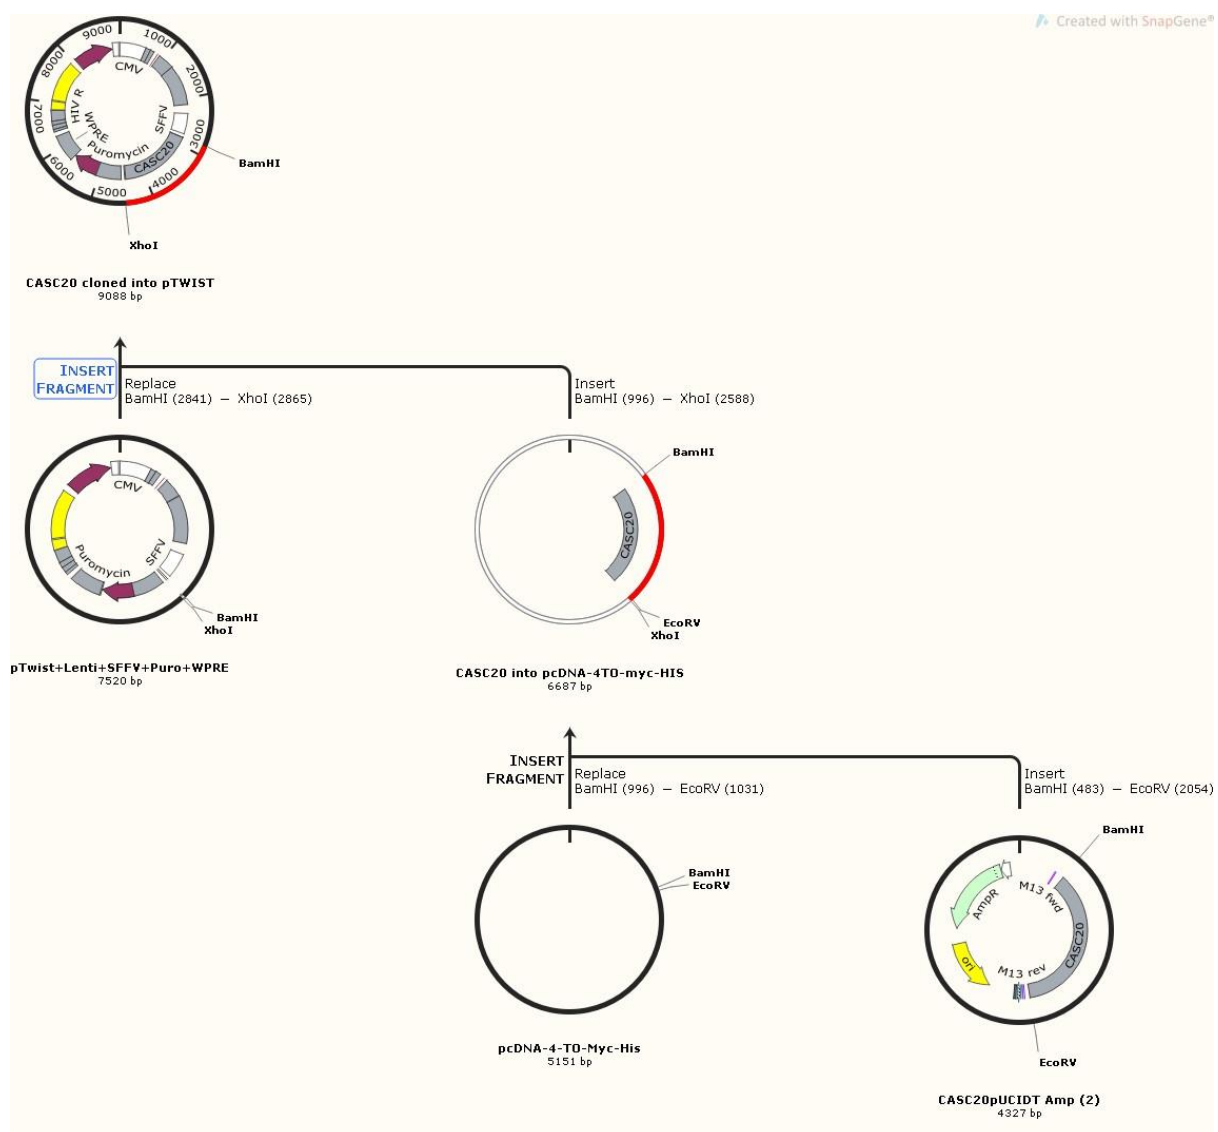 Created with SnapGene®
9000
1000
8000
2000
CMV
7000
HIV R
SFFV
WPRE
3000
Puromycin
CASC20
BamHI
6000
4000
5000
XhoI
CASC20 cloned into pTWIST
9088 bp
INSERT
FRAGMENT
Replace
BamHI (2841) – XhoI (2865)
Insert
BamHI (996) – XhoI (2588)
BamHI
CMV
CASC20
SFFV
Puromycin
BamHI
XhoI
EcoRV
XhoI
pTwist+Lenti+SFFV+Puro+WPRE
7520 bp
CASC20 into pcDNA-4TO-myc-HIS
6687 bp
INSERT
FRAGMENT
Replace
BamHI (996) – EcoRV (1031)
Insert
BamHI (483) – EcoRV (2054)
BamHI
BamHI
EcoRV
AmpR
M13 fwd
CASC20
ori
M13 rev
EcoRV
pcDNA-4-TO-Myc-His
5151 bp
CASC20pUCIDT Amp (2)
4327 bp